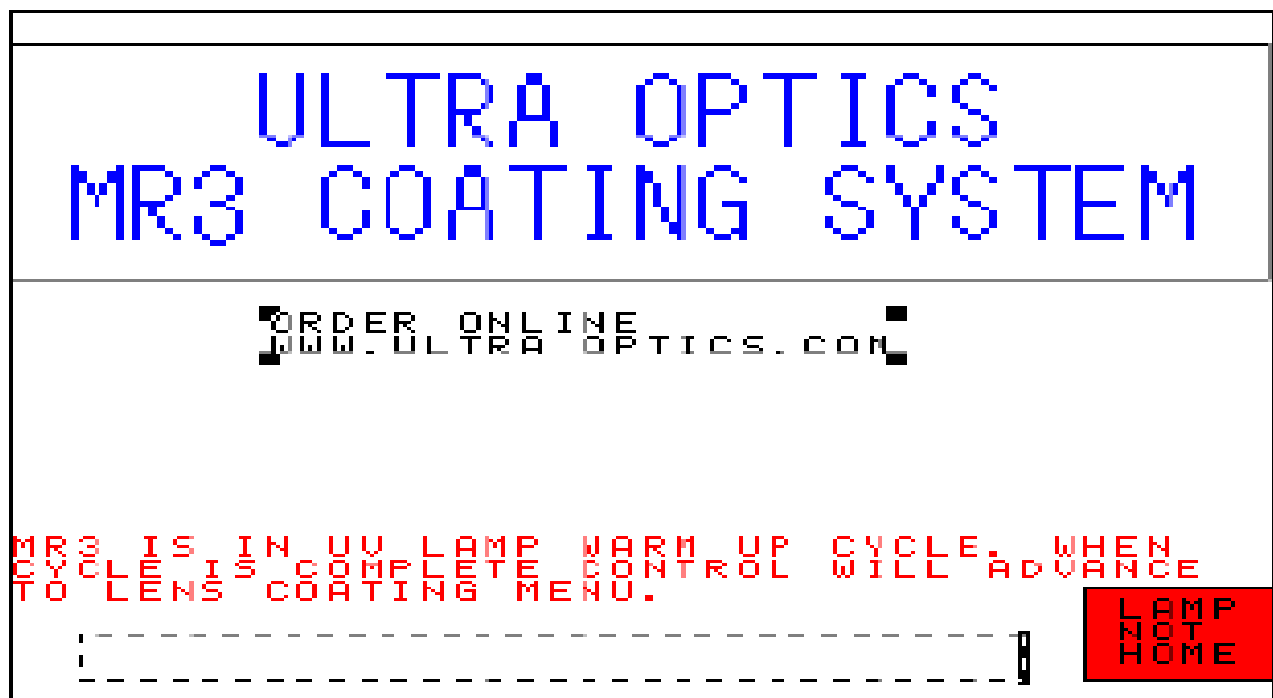 ULTRA OPTICS
MR3 COATING SYSTEM
ORDER ONLINE
WWW.ULTRA OPTICS.COM
MR3 IS IN UV LAMP WARM UP CYCLE. WHEN
CYCLE IS COMPLETE CONTROL WILL ADVANCE
TO LENS COATING MENU.
LAMP
NOT
HOME